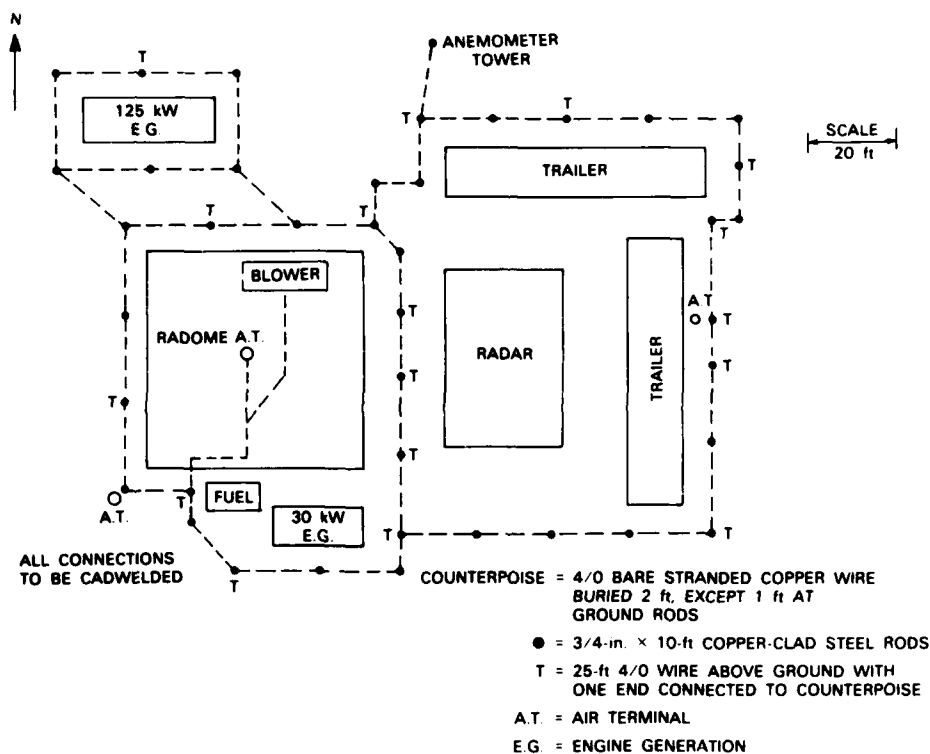 N
ANEMOMETER
TOWER
T
T
T
125 kW
E.G.
SCALE
20 ft
TRAILER
T
T
T
T
T
BLOWER
A.T.
T
RADOME A.T.
T
RADAR
TRAILER
T
T
T
T
T
FUEL
A.T.
30 kW
E.G.
T
T
ALL CONNECTIONS
TO BE CADWELDED
T
COUNTERPOISE = 4/0 BARE STRANDED COPPER WIRE
BURIED 2 ft, EXCEPT 1 ft AT
GROUND RODS
● = 3/4-in. × 10-ft COPPER-CLAD STEEL RODS
T = 25-ft 4/0 WIRE ABOVE GROUND WITH
ONE END CONNECTED TO COUNTERPOISE
A.T. = AIR TERMINAL
E.G. = ENGINE GENERATION